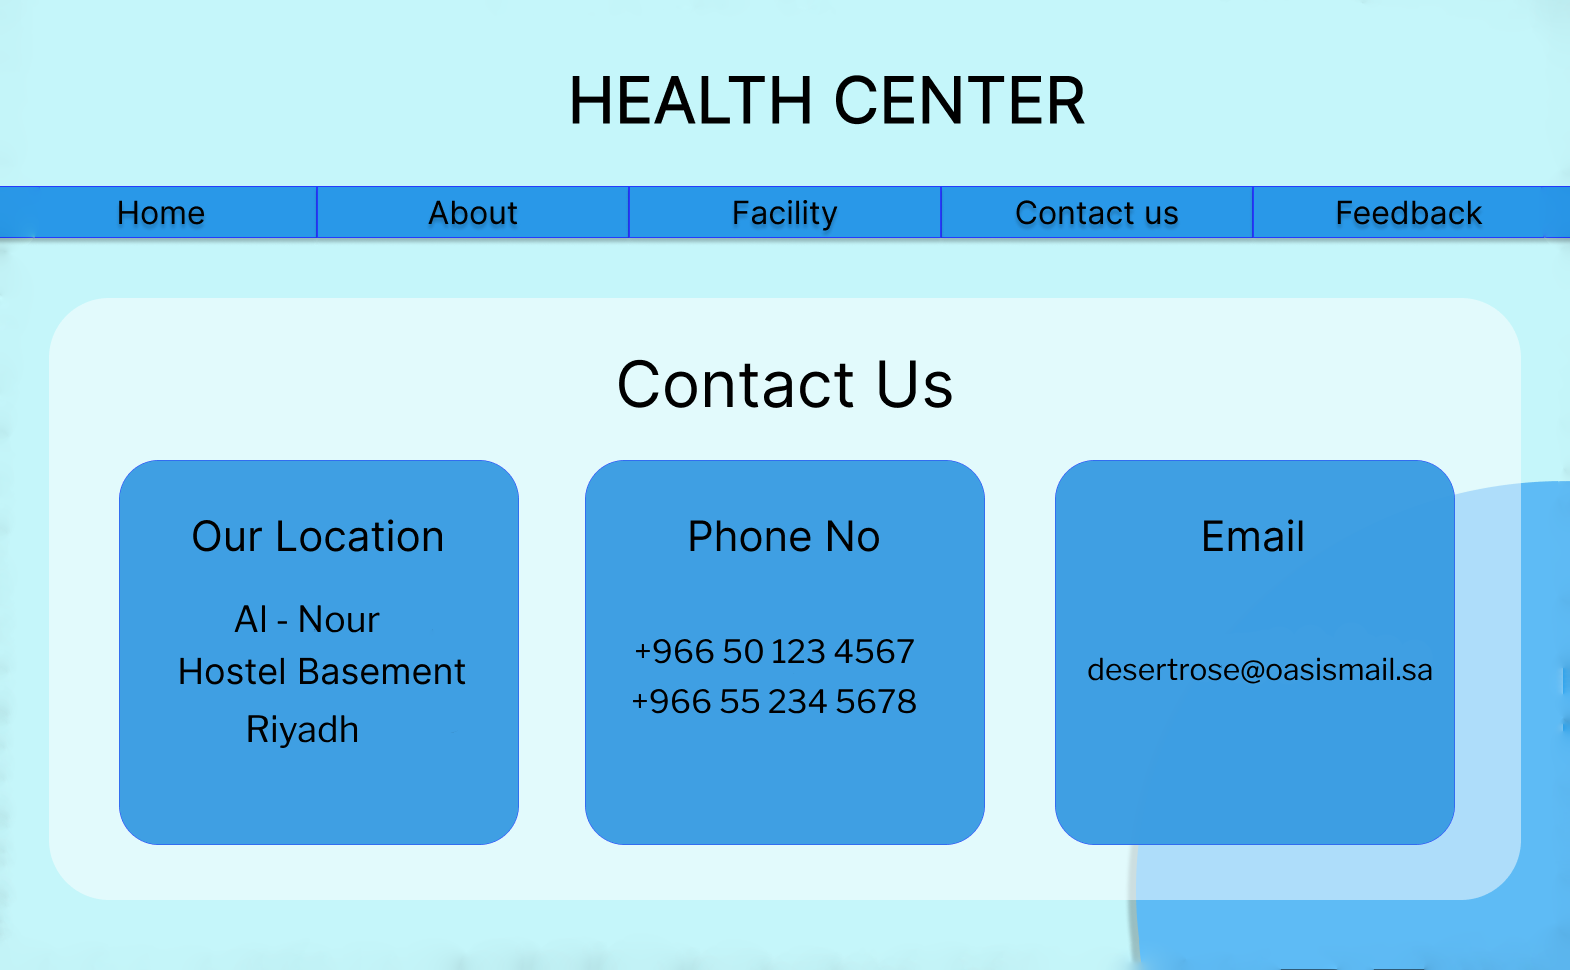 HEALTH CENTER
Home
About
Facility
Contact us
Feedback
Contact Us
Our Location
Al - Nour
Hostel Basement
Riyadh
Phone No
+966 50 123 4567
+966 55 234 5678
Email
desertrose@oasismail.sa